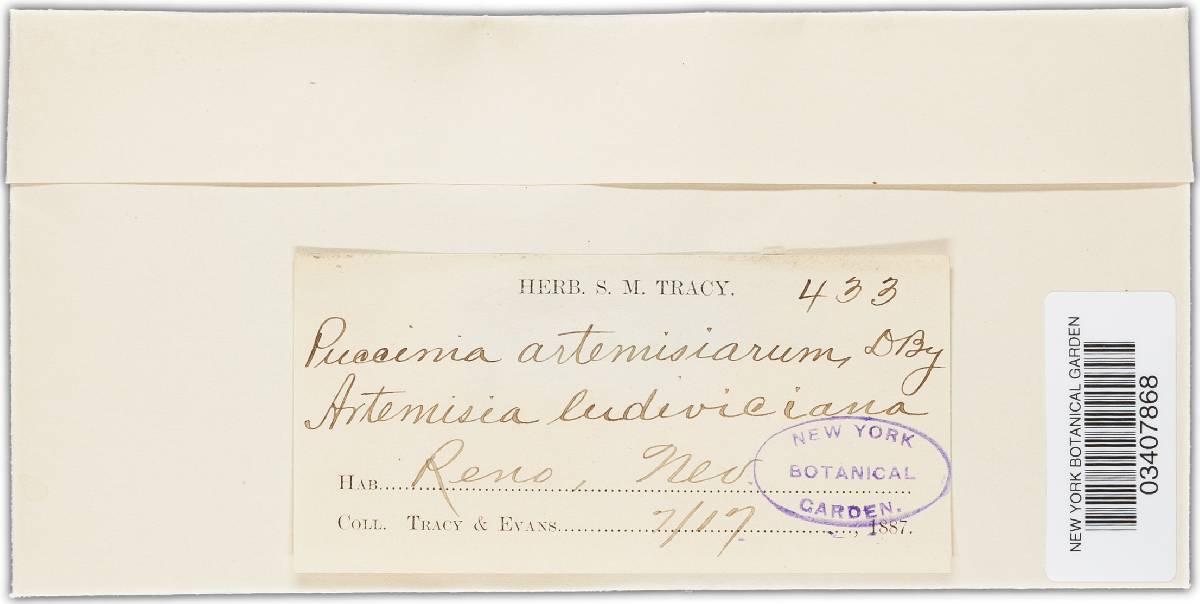 HERB. S. M. TRACY. 433
Puccinia artemisiarum, DBy
Artemisia ludiviciana
HAB. Reno, Nev.
COLL. TRACY & EVANS. 7/17, 1887.
NEW YORK
BOTANICAL
GARDEN.
NEW YORK BOTANICAL GARDEN
03407868